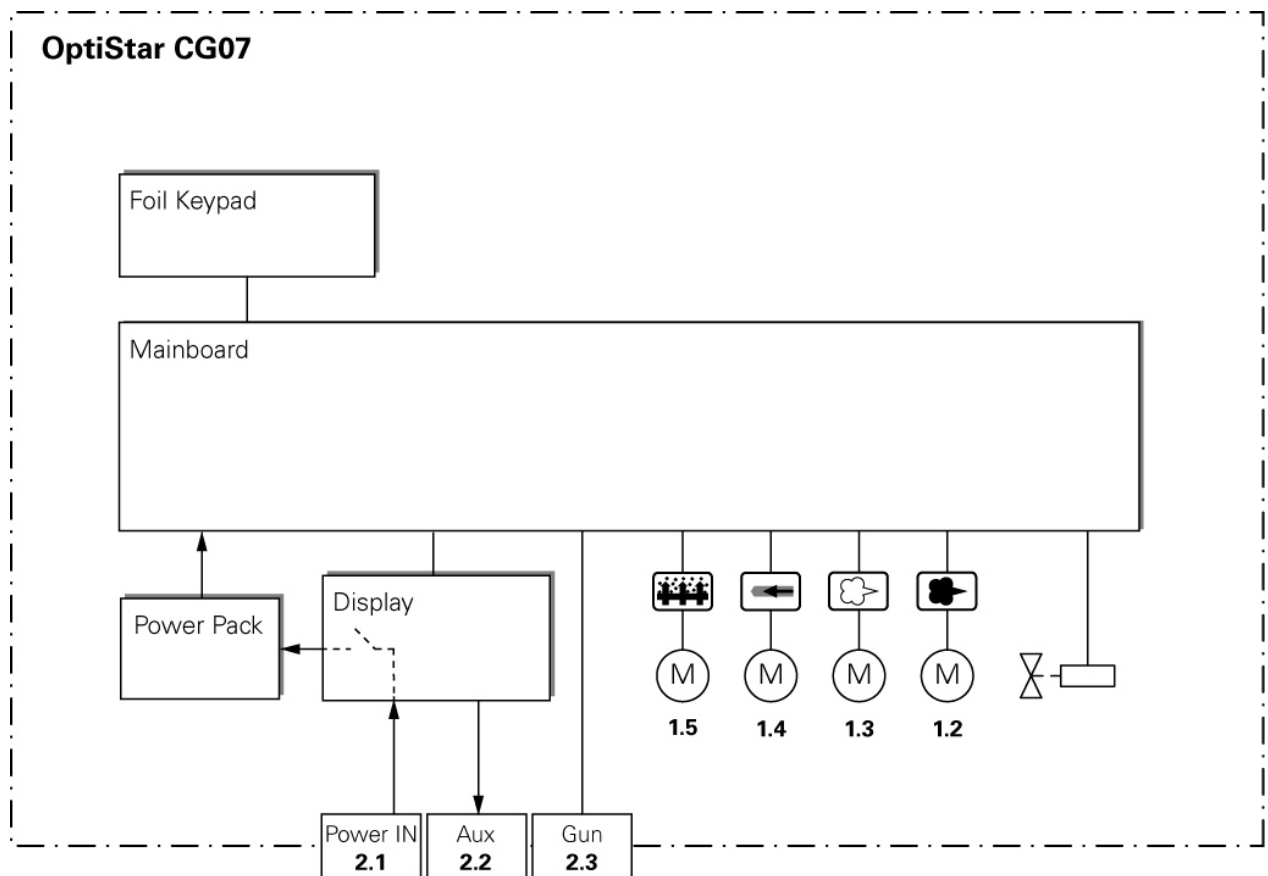 OptiStar CG07
Foil Keypad
Mainboard
Display
Power Pack
M M M M
1.5 1.4 1.3 1.2
Power IN
2.1
Aux
2.2
Gun
2.3